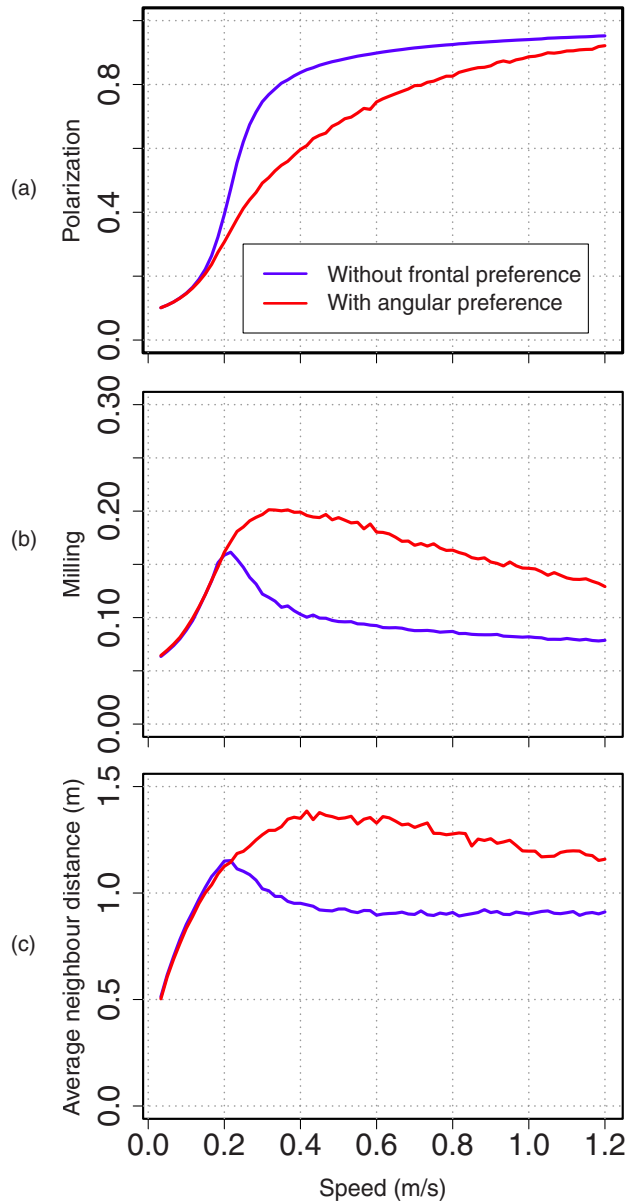 (a)
Polarization
0.0
0.4
0.8
Without frontal preference
With angular preference
(b)
Milling
0.00
0.10
0.20
0.30
(c)
Average neighbour distance (m)
0.0
0.5
1.0
1.5
0.0 0.2 0.4 0.6 0.8 1.0 1.2
Speed (m/s)